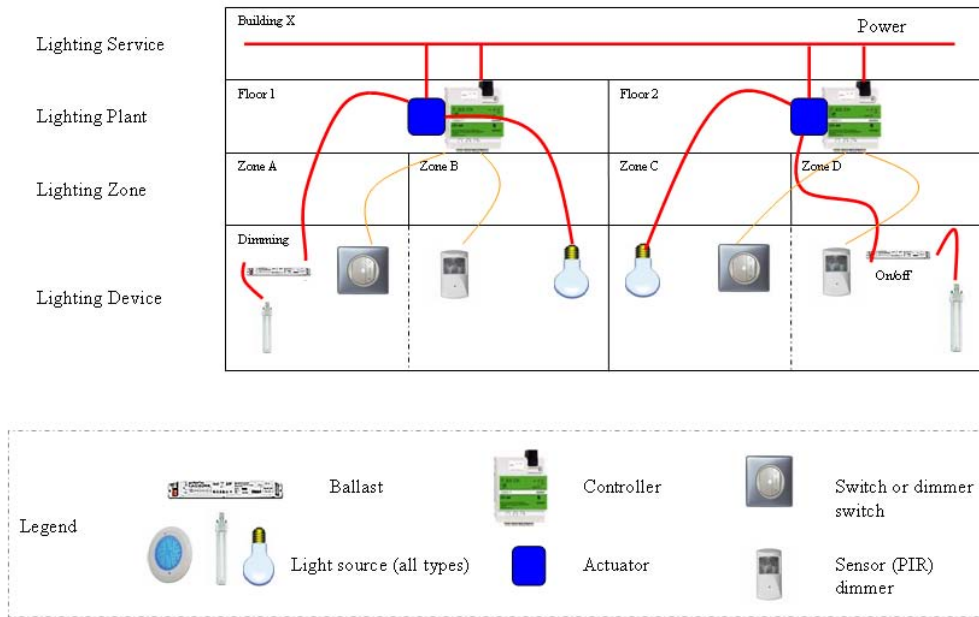 Building X
Lighting Service
Power
Floor 1
Floor 2
Lighting Plant
Zone A
Zone B
Zone C
Zone D
Lighting Zone
Dimming
On/off
Lighting Device
Ballast
Controller
Switch or dimmer
switch
Legend
Light source (all types)
Actuator
Sensor (PIR)
dimmer